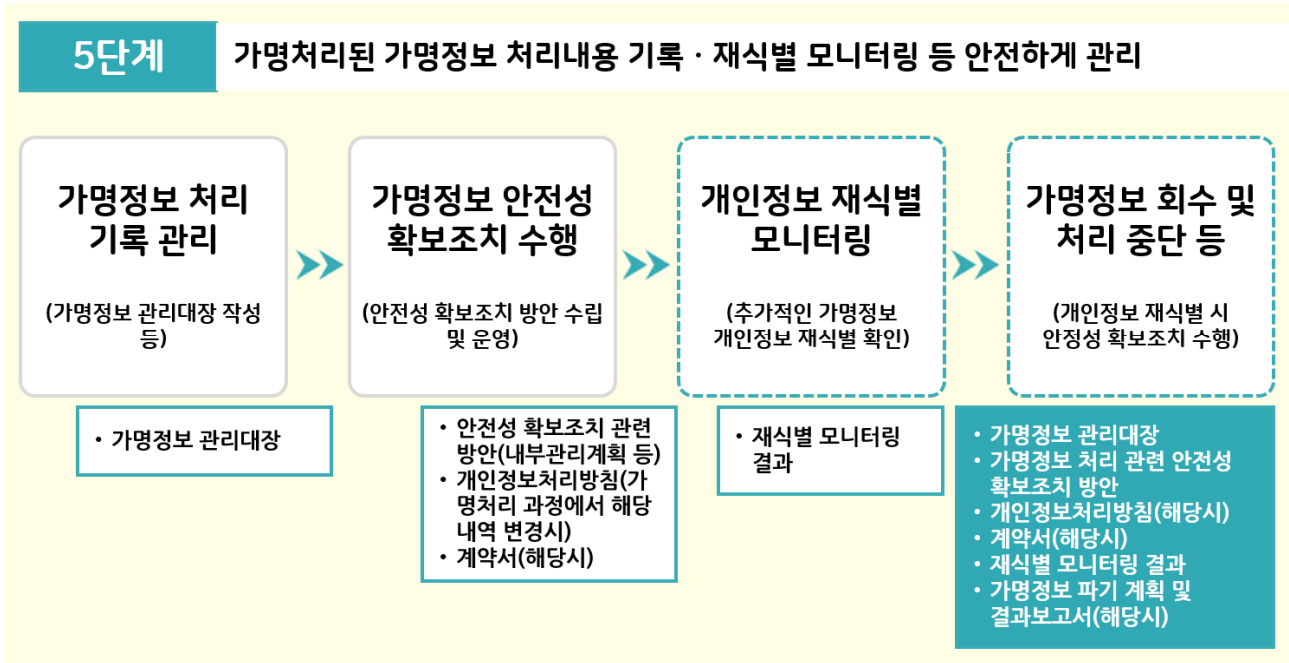 5단계
가명처리된 가명정보 처리내용 기록 · 재식별 모니터링 등 안전하게 관리
가명정보 처리
기록 관리
(가명정보 관리대장 작성
등)
• 가명정보 관리대장
가명정보 안전성
확보조치 수행
(안전성 확보조치 방안 수립
및 운영)
• 안전성 확보조치 관련
방안(내부관리계획 등)
• 개인정보처리방침(가
명처리 과정에서 해당
내역 변경시)
• 계약서(해당시)
개인정보 재식별
모니터링
(추가적인 가명정보
개인정보 재식별 확인)
• 재식별 모니터링
결과
가명정보 회수 및
처리 중단 등
(개인정보 재식별 시
안정성 확보조치 수행)
• 가명정보 관리대장
• 가명정보 처리 관련 안전성
확보조치 방안
• 개인정보처리방침(해당시)
• 계약서(해당시)
• 재식별 모니터링 결과
• 가명정보 파기 계획 및
결과보고서(해당시)